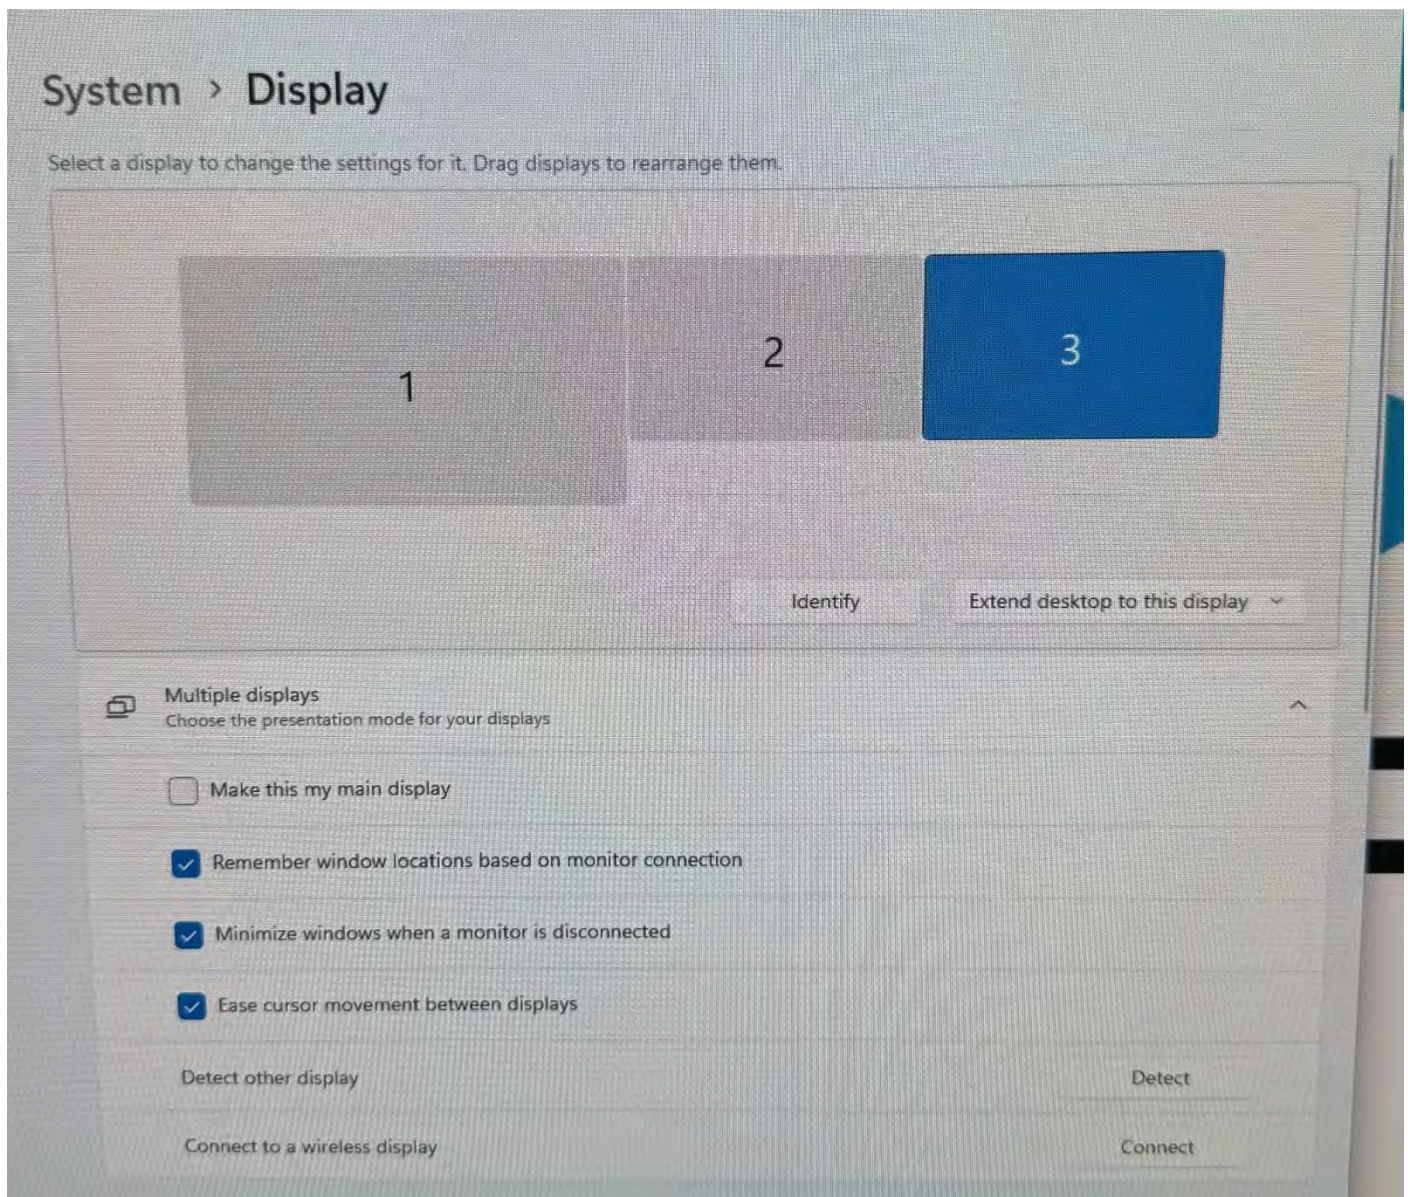 System > Display
Select a display to change the settings for it. Drag displays to rearrange them.
1
2
3
Identify
Extend desktop to this display
Multiple displays
Choose the presentation mode for your displays
Make this my main display
Remember window locations based on monitor connection
Minimize windows when a monitor is disconnected
Ease cursor movement between displays
Detect other display
Detect
Connect to a wireless display
Connect